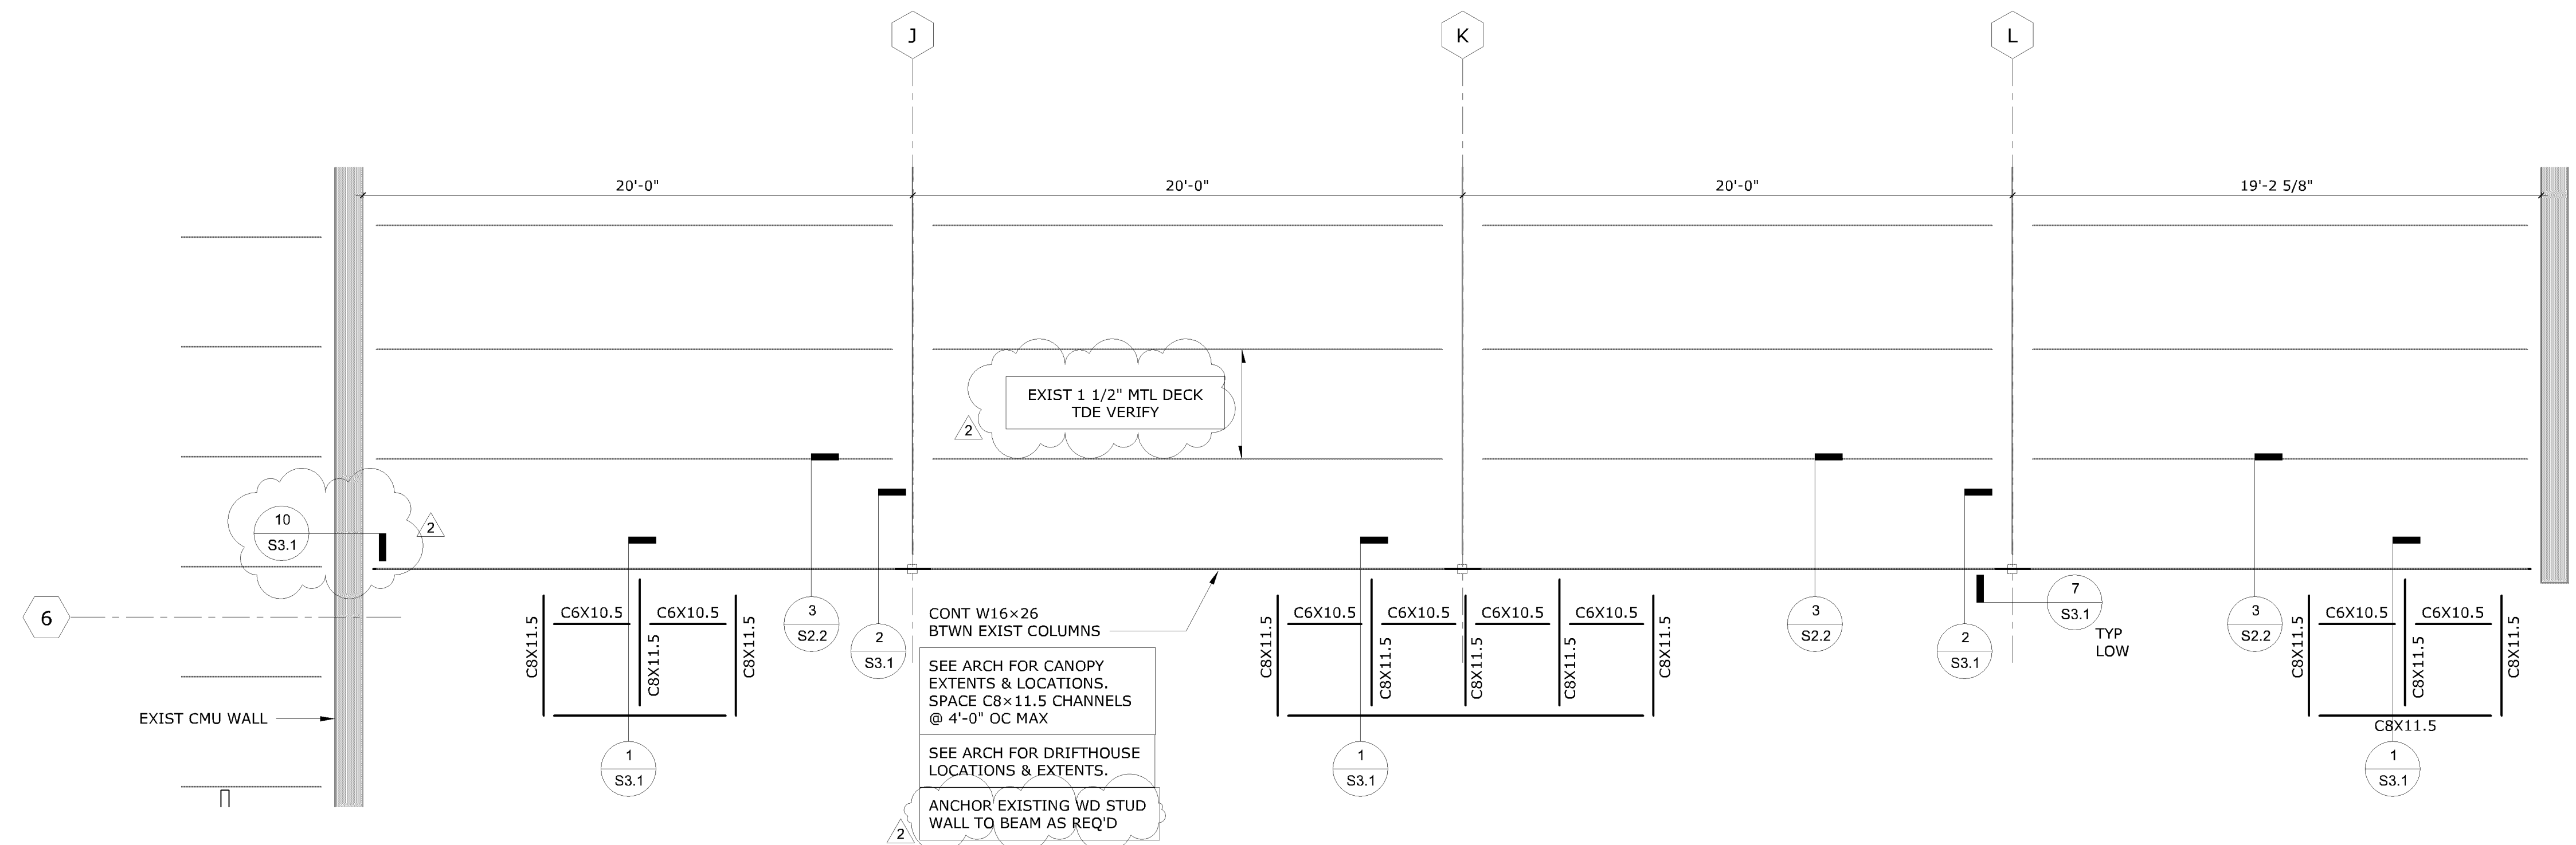 J
K
L
20'-0"
20'-0"
20'-0"
19'-2 5/8"
EXIST 1 1/2" MTL DECK
TDE VERIFY
2
10
S3.1
2
6
EXIST CMU WALL
C8X11.5
C6X10.5
C8X11.5
C6X10.5
C8X11.5
1
S3.1
3
S2.2
2
S3.1
CONT W16×26
BTWN EXIST COLUMNS
SEE ARCH FOR CANOPY
EXTENTS & LOCATIONS.
SPACE C8×11.5 CHANNELS
@ 4'-0" OC MAX
SEE ARCH FOR DRIFTHOUSE
LOCATIONS & EXTENTS.
ANCHOR EXISTING WD STUD
WALL TO BEAM AS REQ'D
2
C8X11.5
C6X10.5
C8X11.5
C6X10.5
C8X11.5
C6X10.5
C8X11.5
C6X10.5
C8X11.5
1
S3.1
3
S2.2
2
S3.1
7
S3.1
TYP
LOW
3
S2.2
C8X11.5
C6X10.5
C8X11.5
C6X10.5
C8X11.5
C8X11.5
1
S3.1